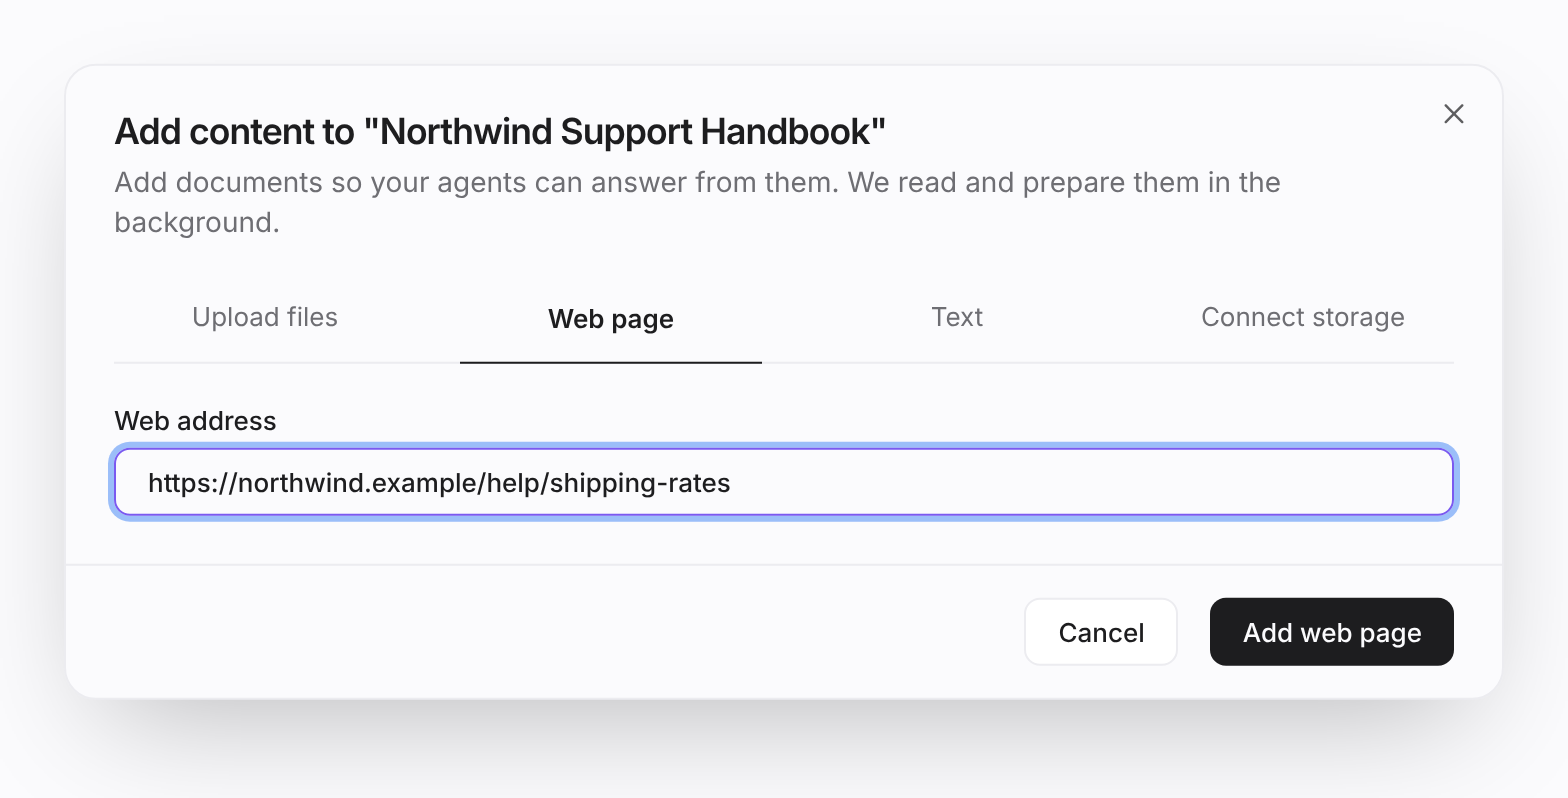 Add content to "Northwind Support Handbook"
Add documents so your agents can answer from them. We read and prepare them in the
background.
Upload files
Web page
Text
Connect storage
Web address
https://northwind.example/help/shipping-rates
Cancel
Add web page